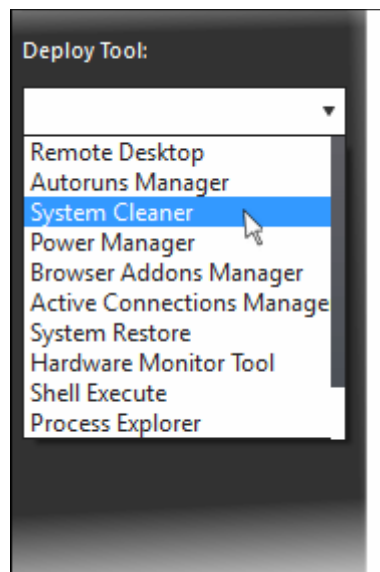 Deploy Tool:
Remote Desktop
Autoruns Manager
System Cleaner
Power Manager
Browser Addons Manager
Active Connections Manage
System Restore
Hardware Monitor Tool
Shell Execute
Process Explorer